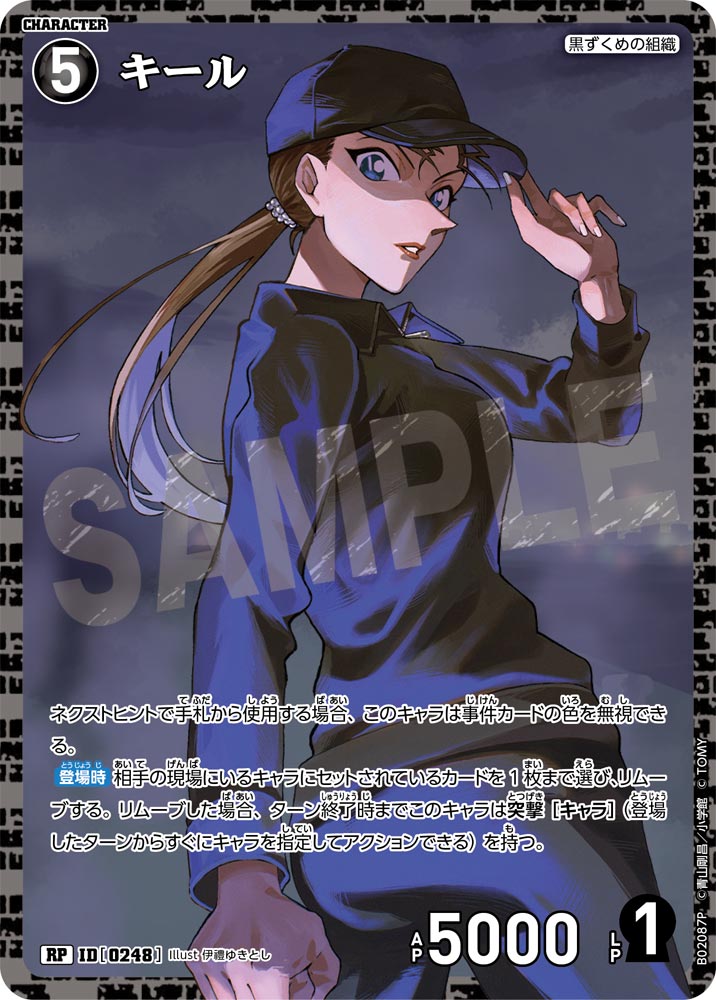 CHARACTER
5
キール
黒ずくめの組織
SAMPLE
ネクストヒントで手札から使用する場合、このキャラは事件カードの色を無視でき
る。
登場時 相手の現場にいるキャラにセットされているカードを1枚まで選び、リムー
ブする。リムーブした場合、ターン終了時までこのキャラは突撃[キャラ](登場
したターンからすぐにキャラを指定してアクションできる)を持つ。
AP 5000
LP 1
RP ID[0248] Illust 伊禮ゆきとし
B02087P ©青山剛昌/小学館 ©TOMY